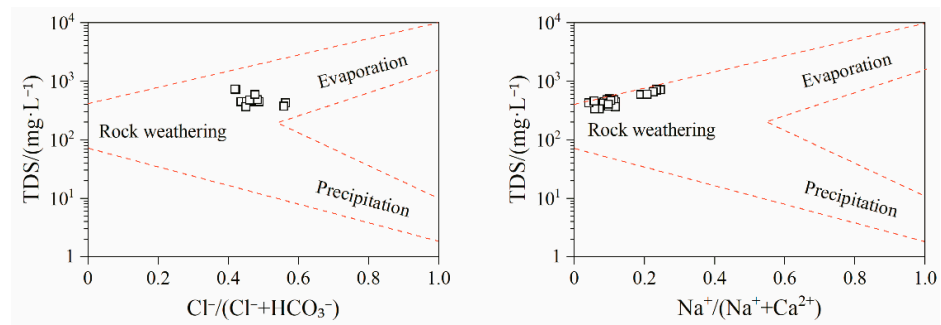 TDS/(mg·L⁻¹)
10⁴
10³
10²
10¹
1
Evaporation
Rock weathering
Precipitation
0
0.2
0.4
0.6
0.8
1.0
Cl⁻/(Cl⁻+HCO₃⁻)
TDS/(mg·L⁻¹)
10⁴
10³
10²
10¹
1
Evaporation
Rock weathering
Precipitation
0
0.2
0.4
0.6
0.8
1.0
Na⁺/(Na⁺+Ca²⁺)